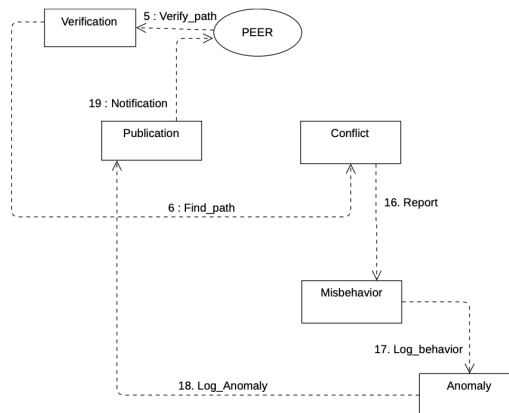 5 : Verify_path
Verification
PEER
19 : Notification
Publication
Conflict
6 : Find_path
16. Report
Misbehavior
17. Log_behavior
18. Log_Anomaly
Anomaly